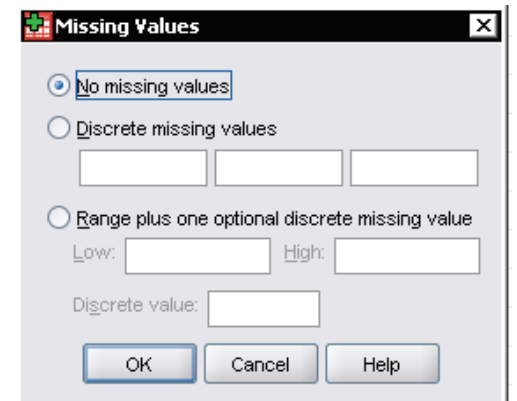 Missing Values
No missing values
Discrete missing values
Range plus one optional discrete missing value
Low: High:
Discrete value:
OK Cancel Help